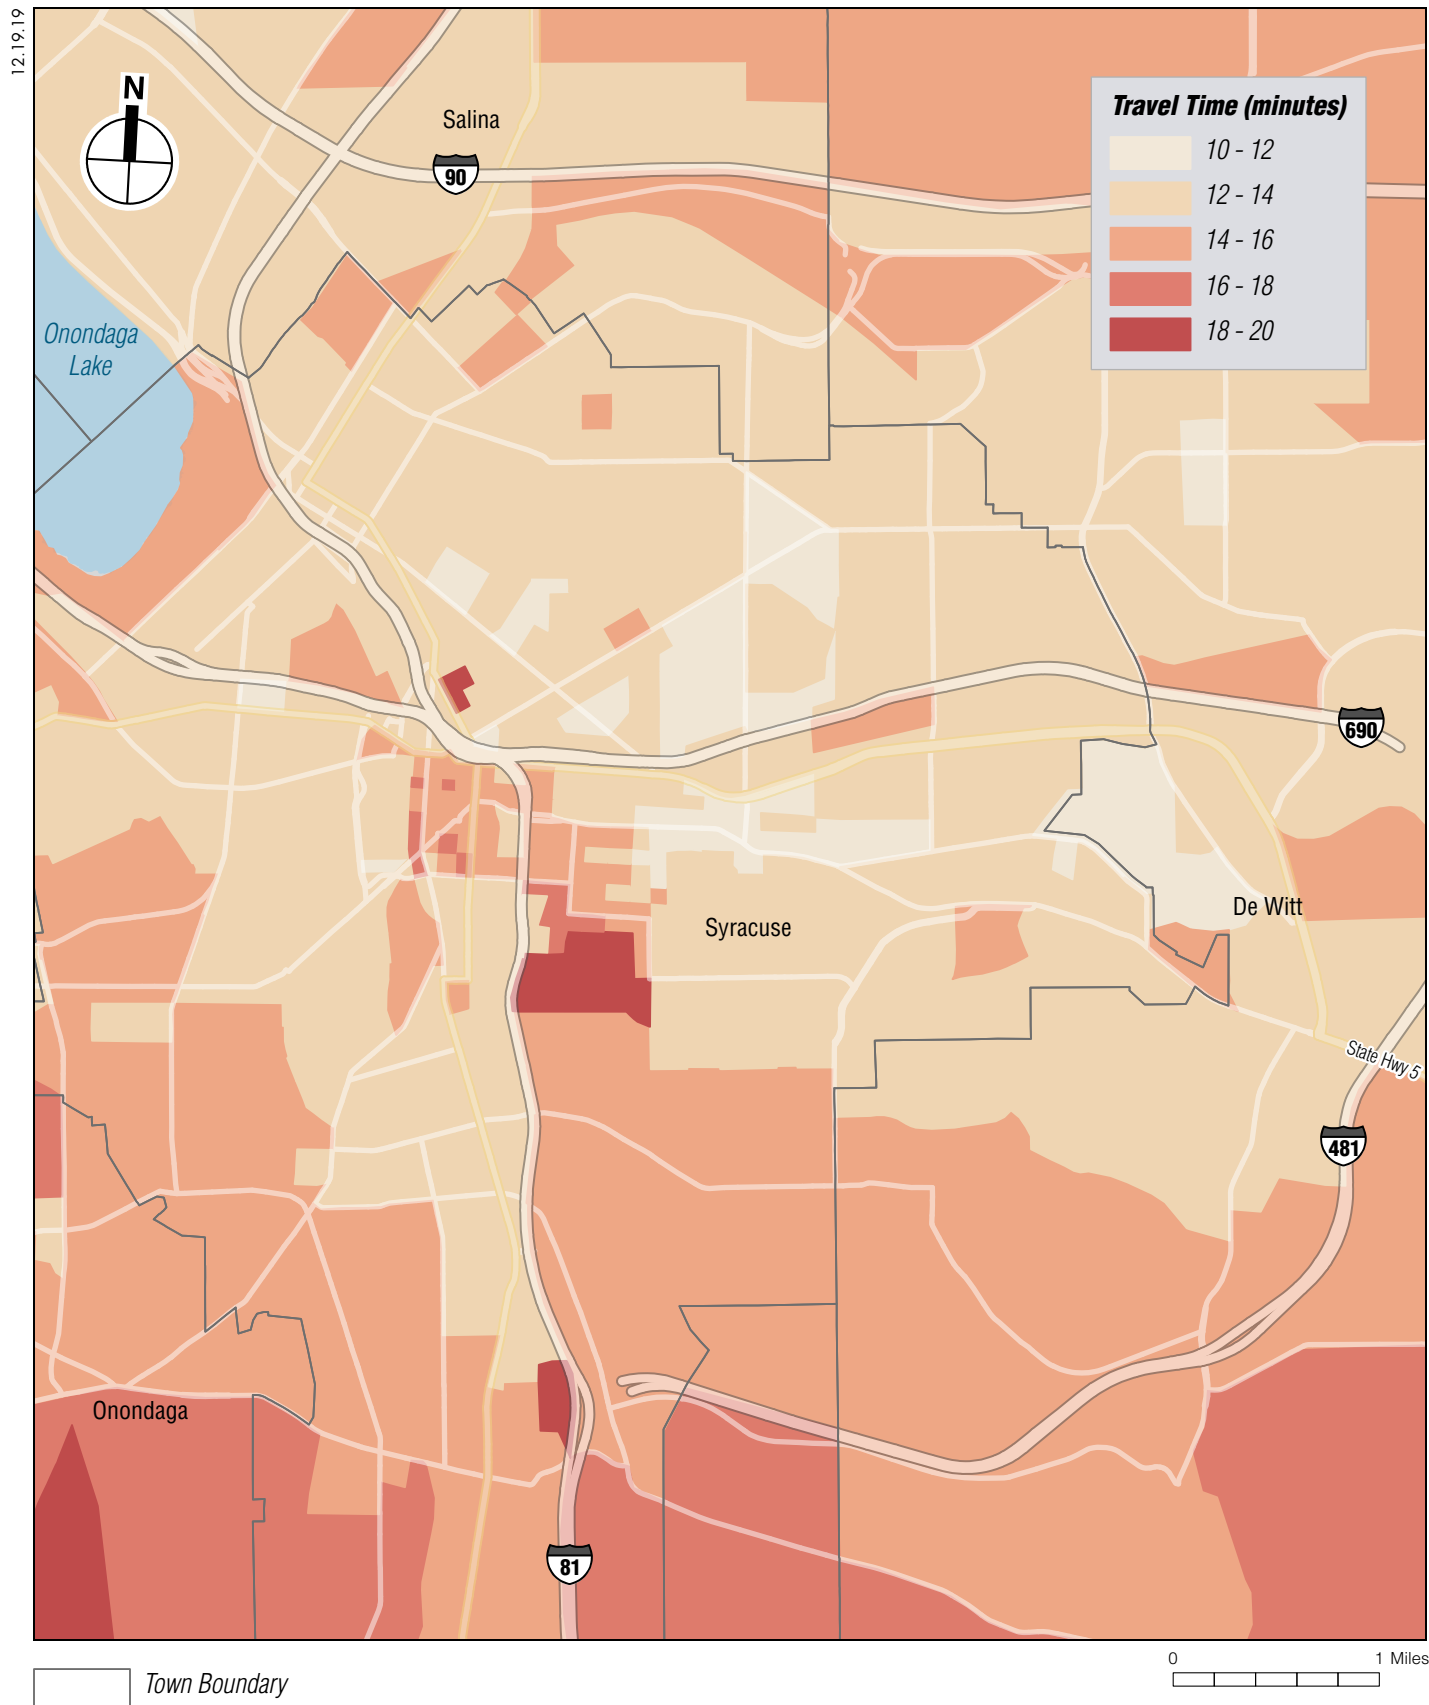 12.19.19
N
Salina
90
Travel Time (minutes)
10 - 12
12 - 14
14 - 16
16 - 18
18 - 20
Onondaga
Lake
690
Syracuse
De Witt
State Hwy 5
481
Onondaga
81
Town Boundary
0 1 Miles